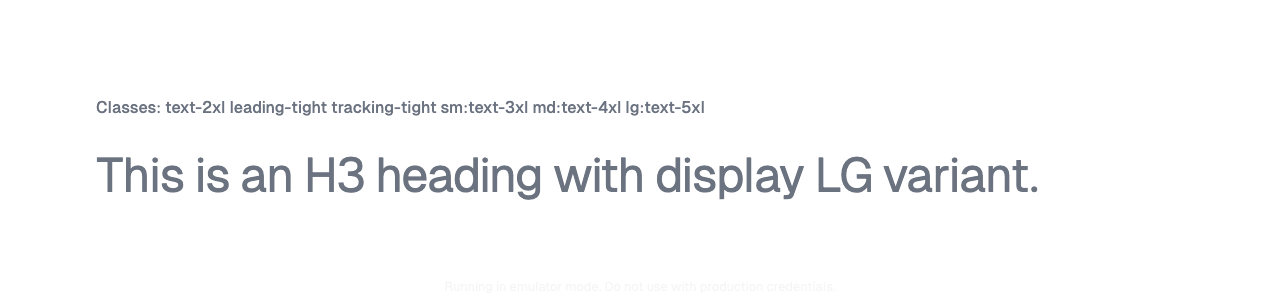 Classes: text-2xl leading-tight tracking-tight sm:text-3xl md:text-4xl lg:text-5xl
This is an H3 heading with display LG variant.
Running in emulator mode. Do not use with production credentials.